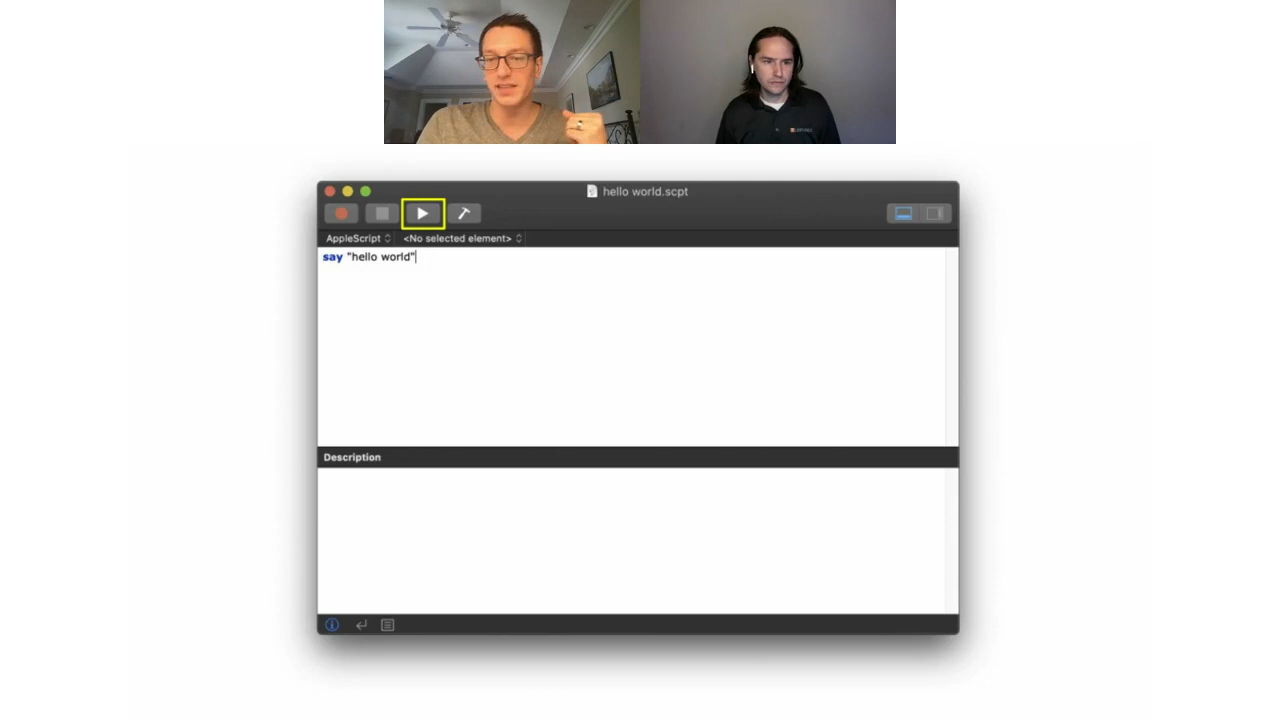 hello world.scpt
AppleScript <No selected element>
say "hello world"
Description